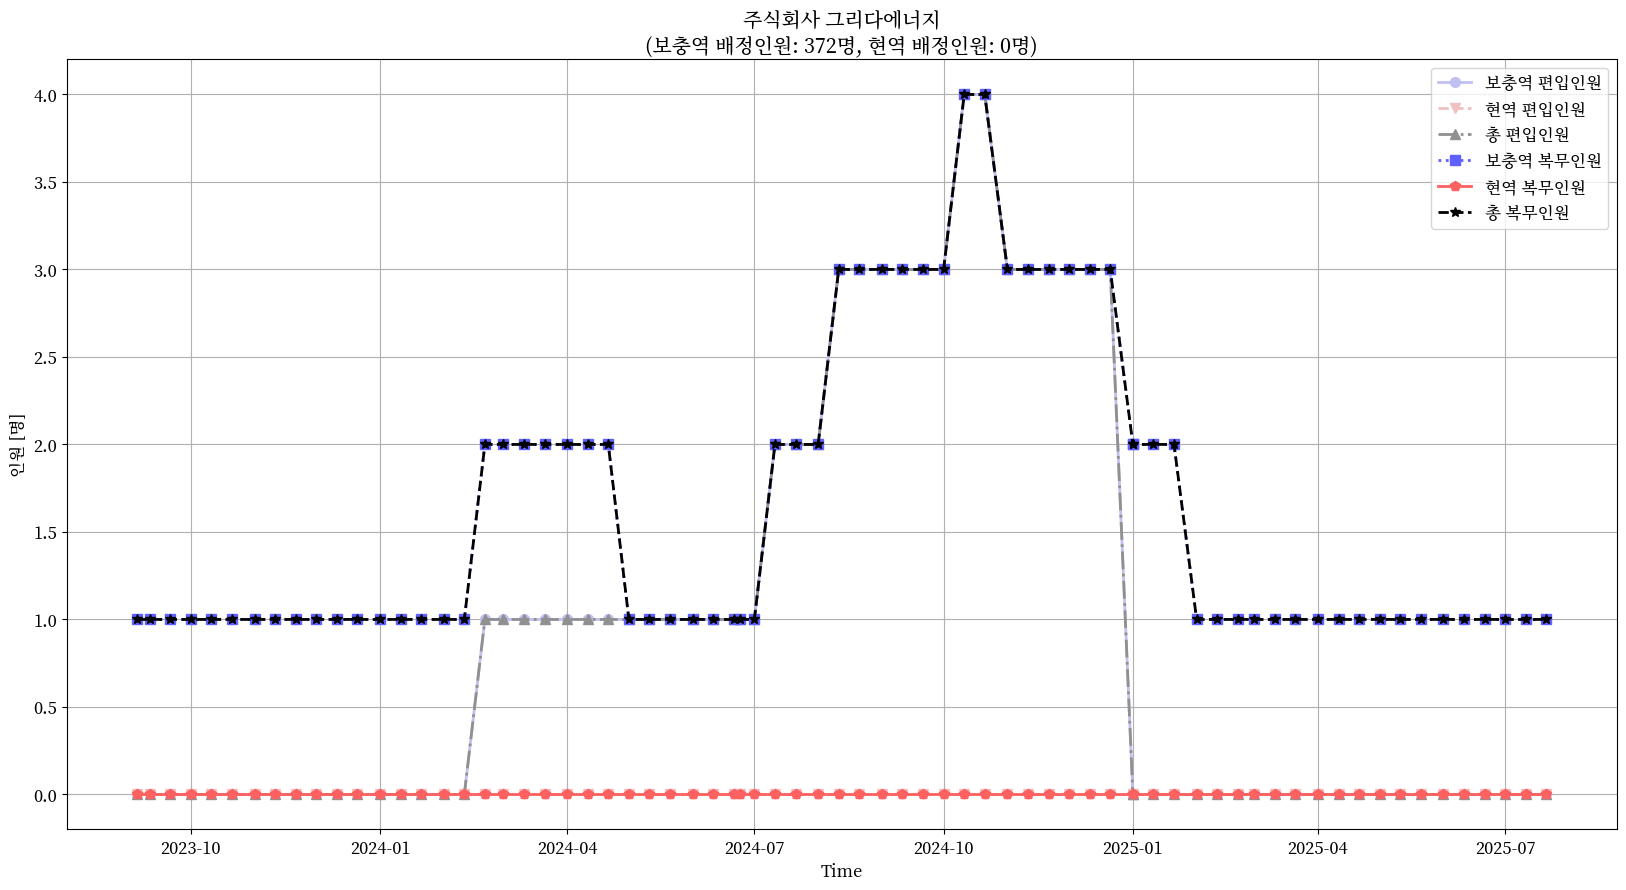 주식회사 그리다에너지
(보충역 배정인원: 372명, 현역 배정인원: 0명)
보충역 편입인원
현역 편입인원
총 편입인원
보충역 복무인원
현역 복무인원
총 복무인원
인원 [명]
4.0
3.5
3.0
2.5
2.0
1.5
1.0
0.5
0.0
2023-10
2024-01
2024-04
2024-07
2024-10
2025-01
2025-04
2025-07
Time